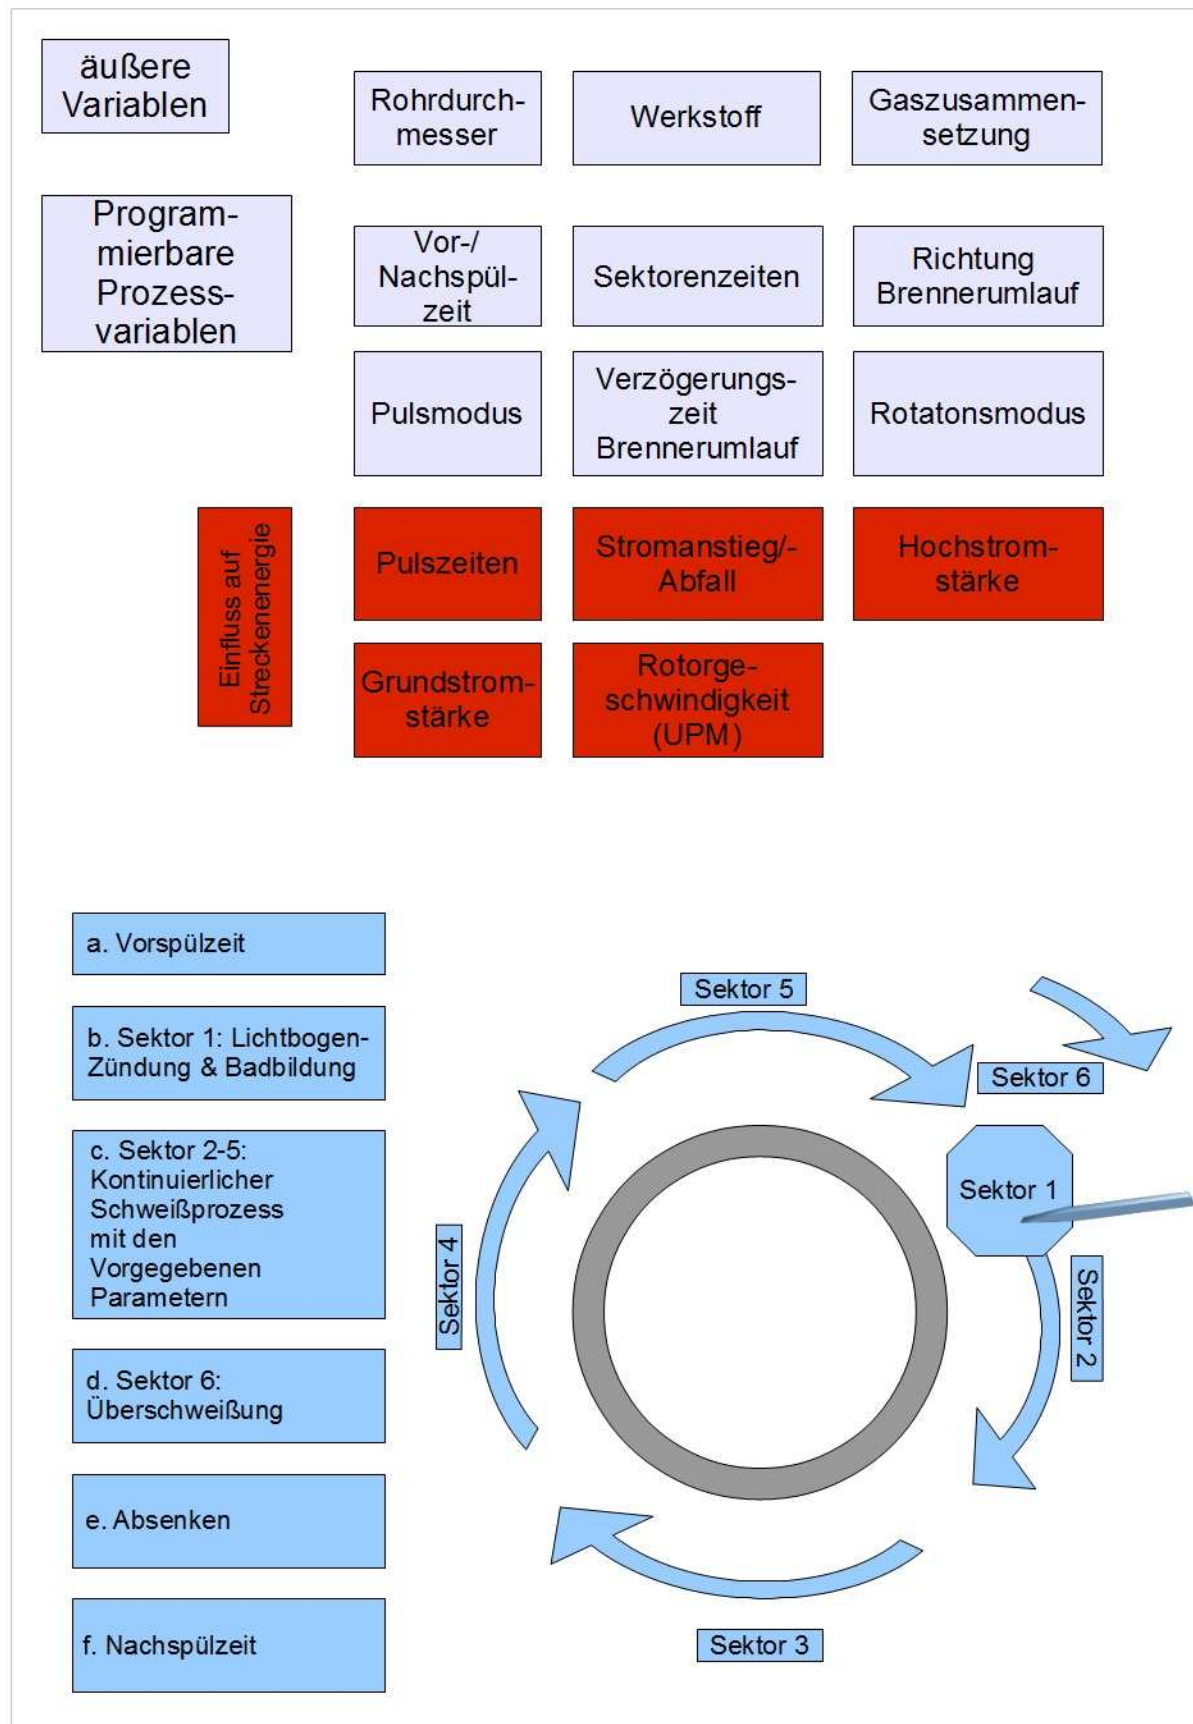 äußere
Variablen
Rohrdurch-
messer
Werkstoff
Gaszusammen-
setzung
Program-
mierbare
Prozess-
variablen
Vor-/
Nachspül-
zeit
Sektorenzeiten
Richtung
Brennerumlauf
Pulsmodus
Verzögerungs-
zeit
Brennerumlauf
Rotatonsmodus
Einfluss auf
Streckenenergie
Pulszeiten
Stromanstieg/-
Abfall
Hochstrom-
stärke
Grundstrom-
stärke
Rotorge-
schwindigkeit
(UPM)
a. Vorspülzeit
b. Sektor 1: Lichtbogen-
Zündung & Badbildung
c. Sektor 2-5:
Kontinuierlicher
Schweißprozess
mit den
Vorgegebenen
Parametern
d. Sektor 6:
Überschweißung
e. Absenken
f. Nachspülzeit
Sektor 5
Sektor 6
Sektor 1
Sektor 4
Sektor 2
Sektor 3